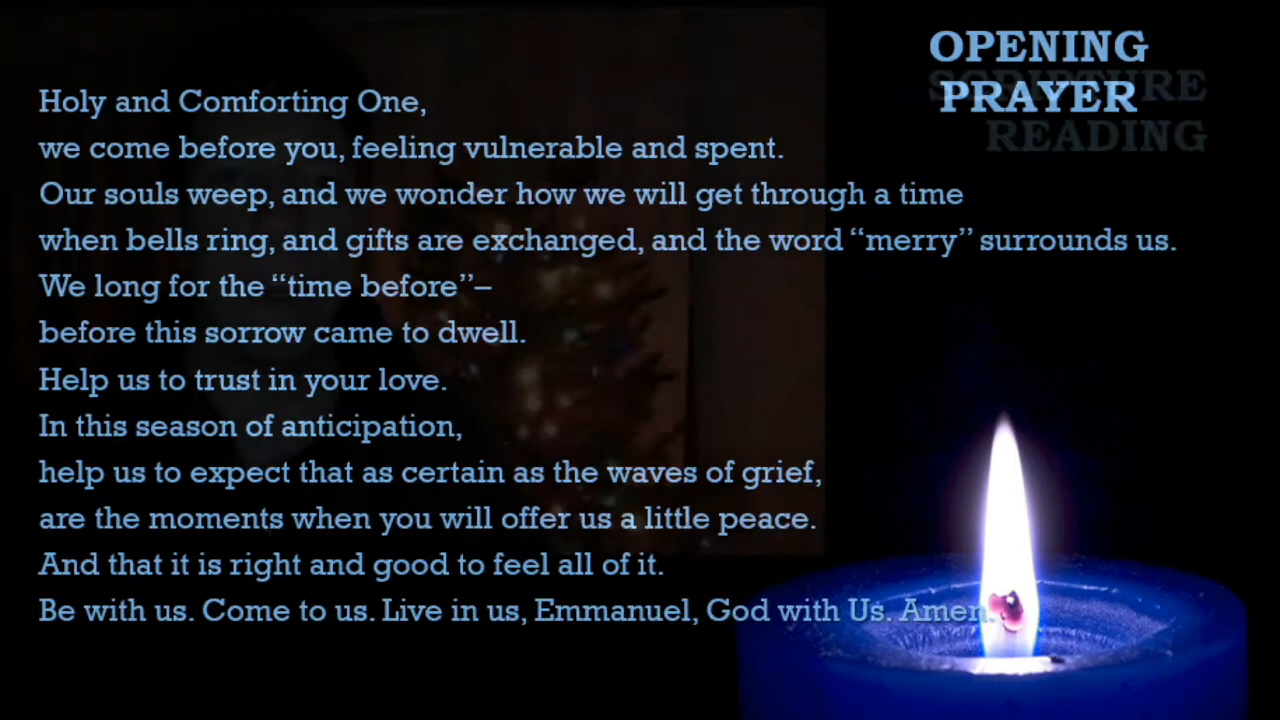 OPENING
PRAYER
SCRIPTURE
READING
Holy and Comforting One,
we come before you, feeling vulnerable and spent.
Our souls weep, and we wonder how we will get through a time
when bells ring, and gifts are exchanged, and the word “merry” surrounds us.
We long for the “time before”–
before this sorrow came to dwell.
Help us to trust in your love.
In this season of anticipation,
help us to expect that as certain as the waves of grief,
are the moments when you will offer us a little peace.
And that it is right and good to feel all of it.
Be with us. Come to us. Live in us, Emmanuel, God with Us. Amen.